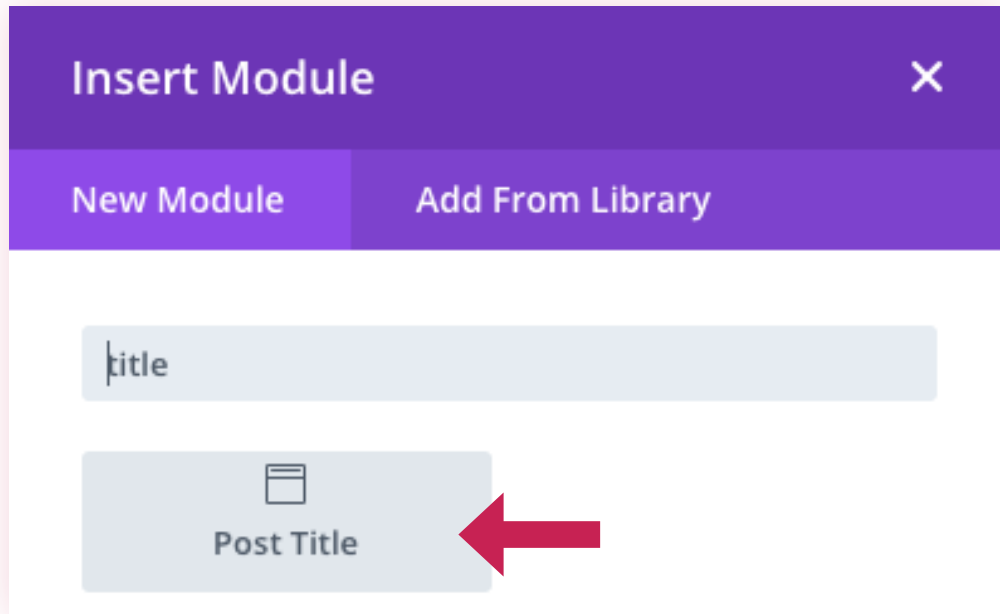 Insert Module
New Module
Add From Library
title
Post Title